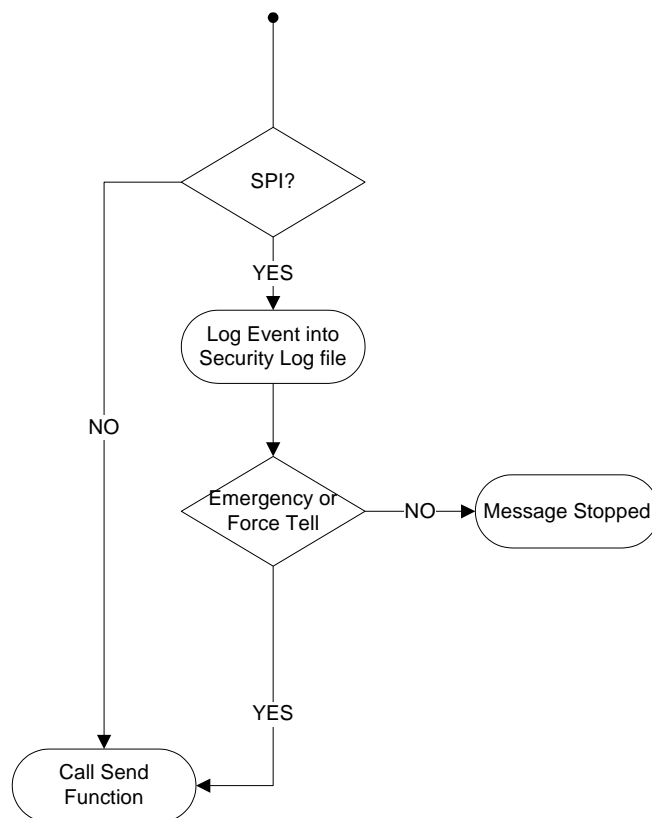 SPI?
YES
Log Event into
Security Log file
NO
Emergency or
Force Tell
NO
Message Stopped
YES
Call Send
Function